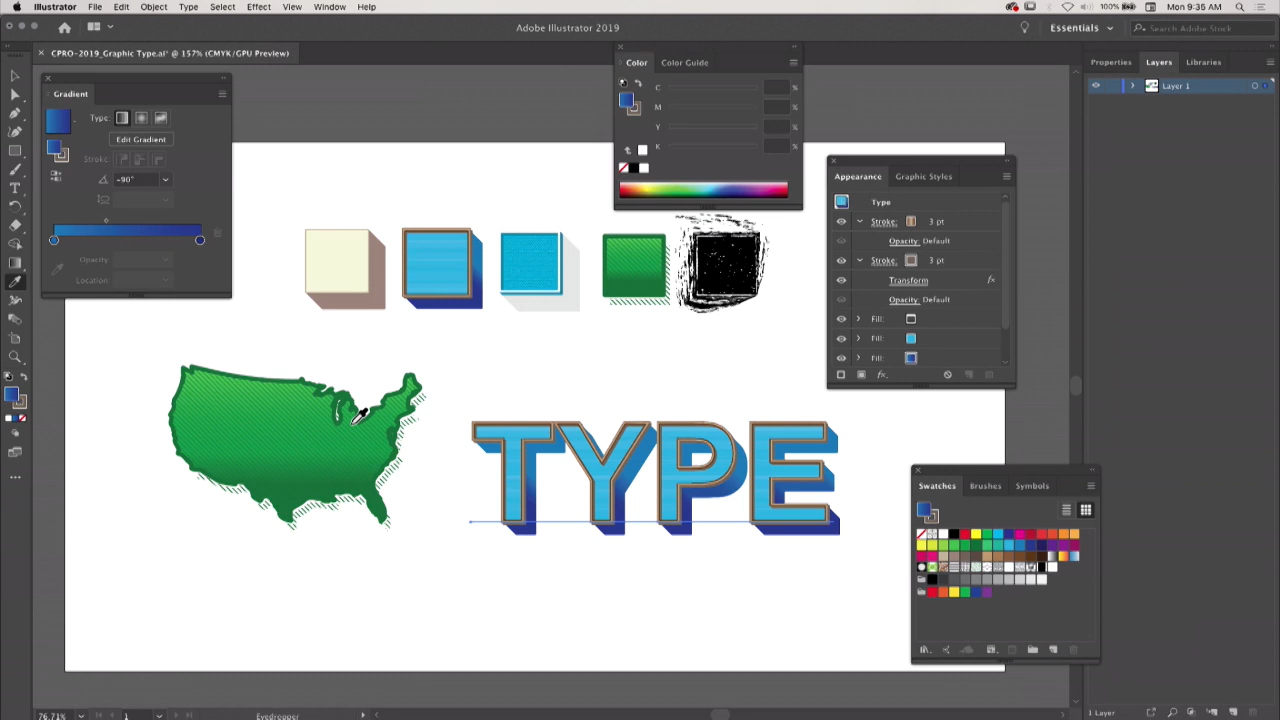 Illustrator File Edit Object Type Select Effect View Window Help 100% Mon 9:35 AM
Adobe Illustrator 2019 Essentials Search Adobe Stock
× CPRO-2019_Graphic Type.ai* @ 157% (CMYK/GPU Preview)
Color Color Guide
Properties Layers Libraries
Layer 1
Gradient
Type:
Edit Gradient
Stroke:
-90°
Opacity:
Location:
C %
M %
Y %
K %
Appearance Graphic Styles
Type
Stroke: 3 pt
Opacity: Default
Stroke: 3 pt
Transform fx
Opacity: Default
Fill:
Fill:
Fill:
fx.
TYPE
Swatches Brushes Symbols
76.71% 1 Eyedropper
1 Layer